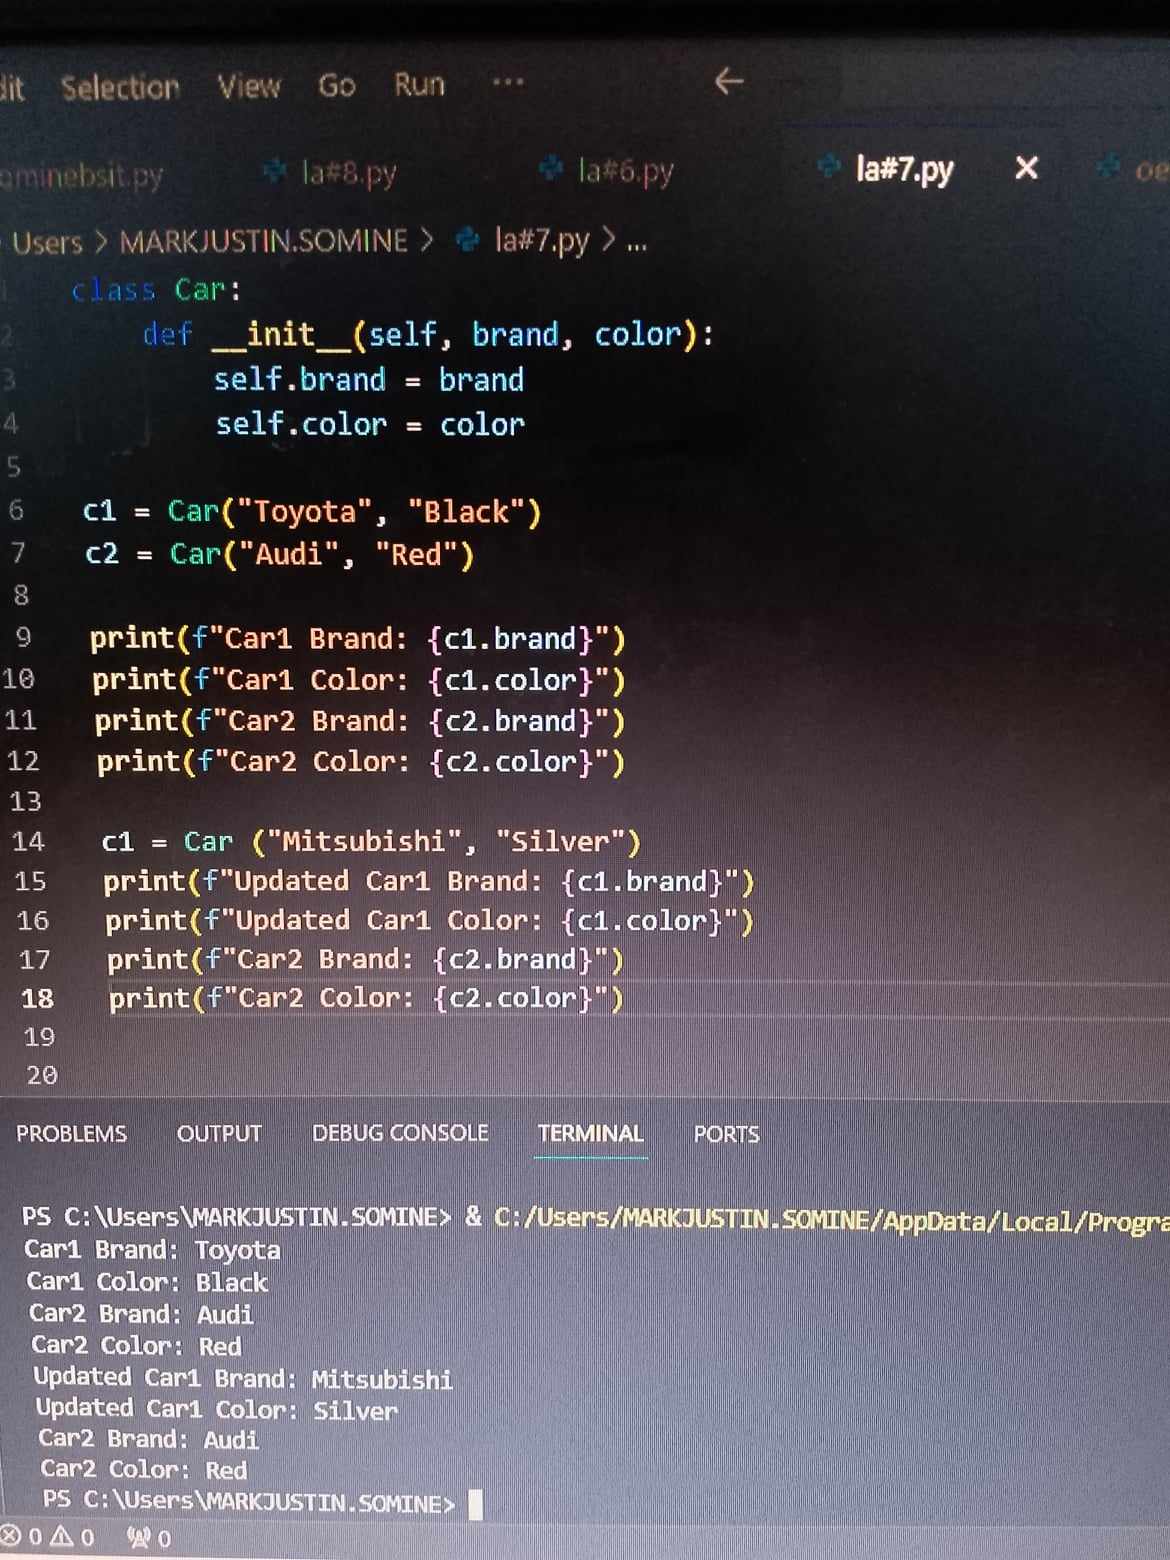 Selection View Go Run ... ←
ominebsit.py la#8.py la#6.py la#7.py X oe
Users > MARKJUSTIN.SOMINE > la#7.py > ...
1 class Car:
2 def __init__(self, brand, color):
3 self.brand = brand
4 self.color = color
5
6 c1 = Car("Toyota", "Black")
7 c2 = Car("Audi", "Red")
8
9 print(f"Car1 Brand: {c1.brand}")
10 print(f"Car1 Color: {c1.color}")
11 print(f"Car2 Brand: {c2.brand}")
12 print(f"Car2 Color: {c2.color}")
13
14 c1 = Car ("Mitsubishi", "Silver")
15 print(f"Updated Car1 Brand: {c1.brand}")
16 print(f"Updated Car1 Color: {c1.color}")
17 print(f"Car2 Brand: {c2.brand}")
18 print(f"Car2 Color: {c2.color}")
19
20
PROBLEMS OUTPUT DEBUG CONSOLE TERMINAL PORTS
PS C:\Users\MARKJUSTIN.SOMINE> & C:/Users/MARKJUSTIN.SOMINE/AppData/Local/Progra
Car1 Brand: Toyota
Car1 Color: Black
Car2 Brand: Audi
Car2 Color: Red
Updated Car1 Brand: Mitsubishi
Updated Car1 Color: Silver
Car2 Brand: Audi
Car2 Color: Red
PS C:\Users\MARKJUSTIN.SOMINE>
0 0 0